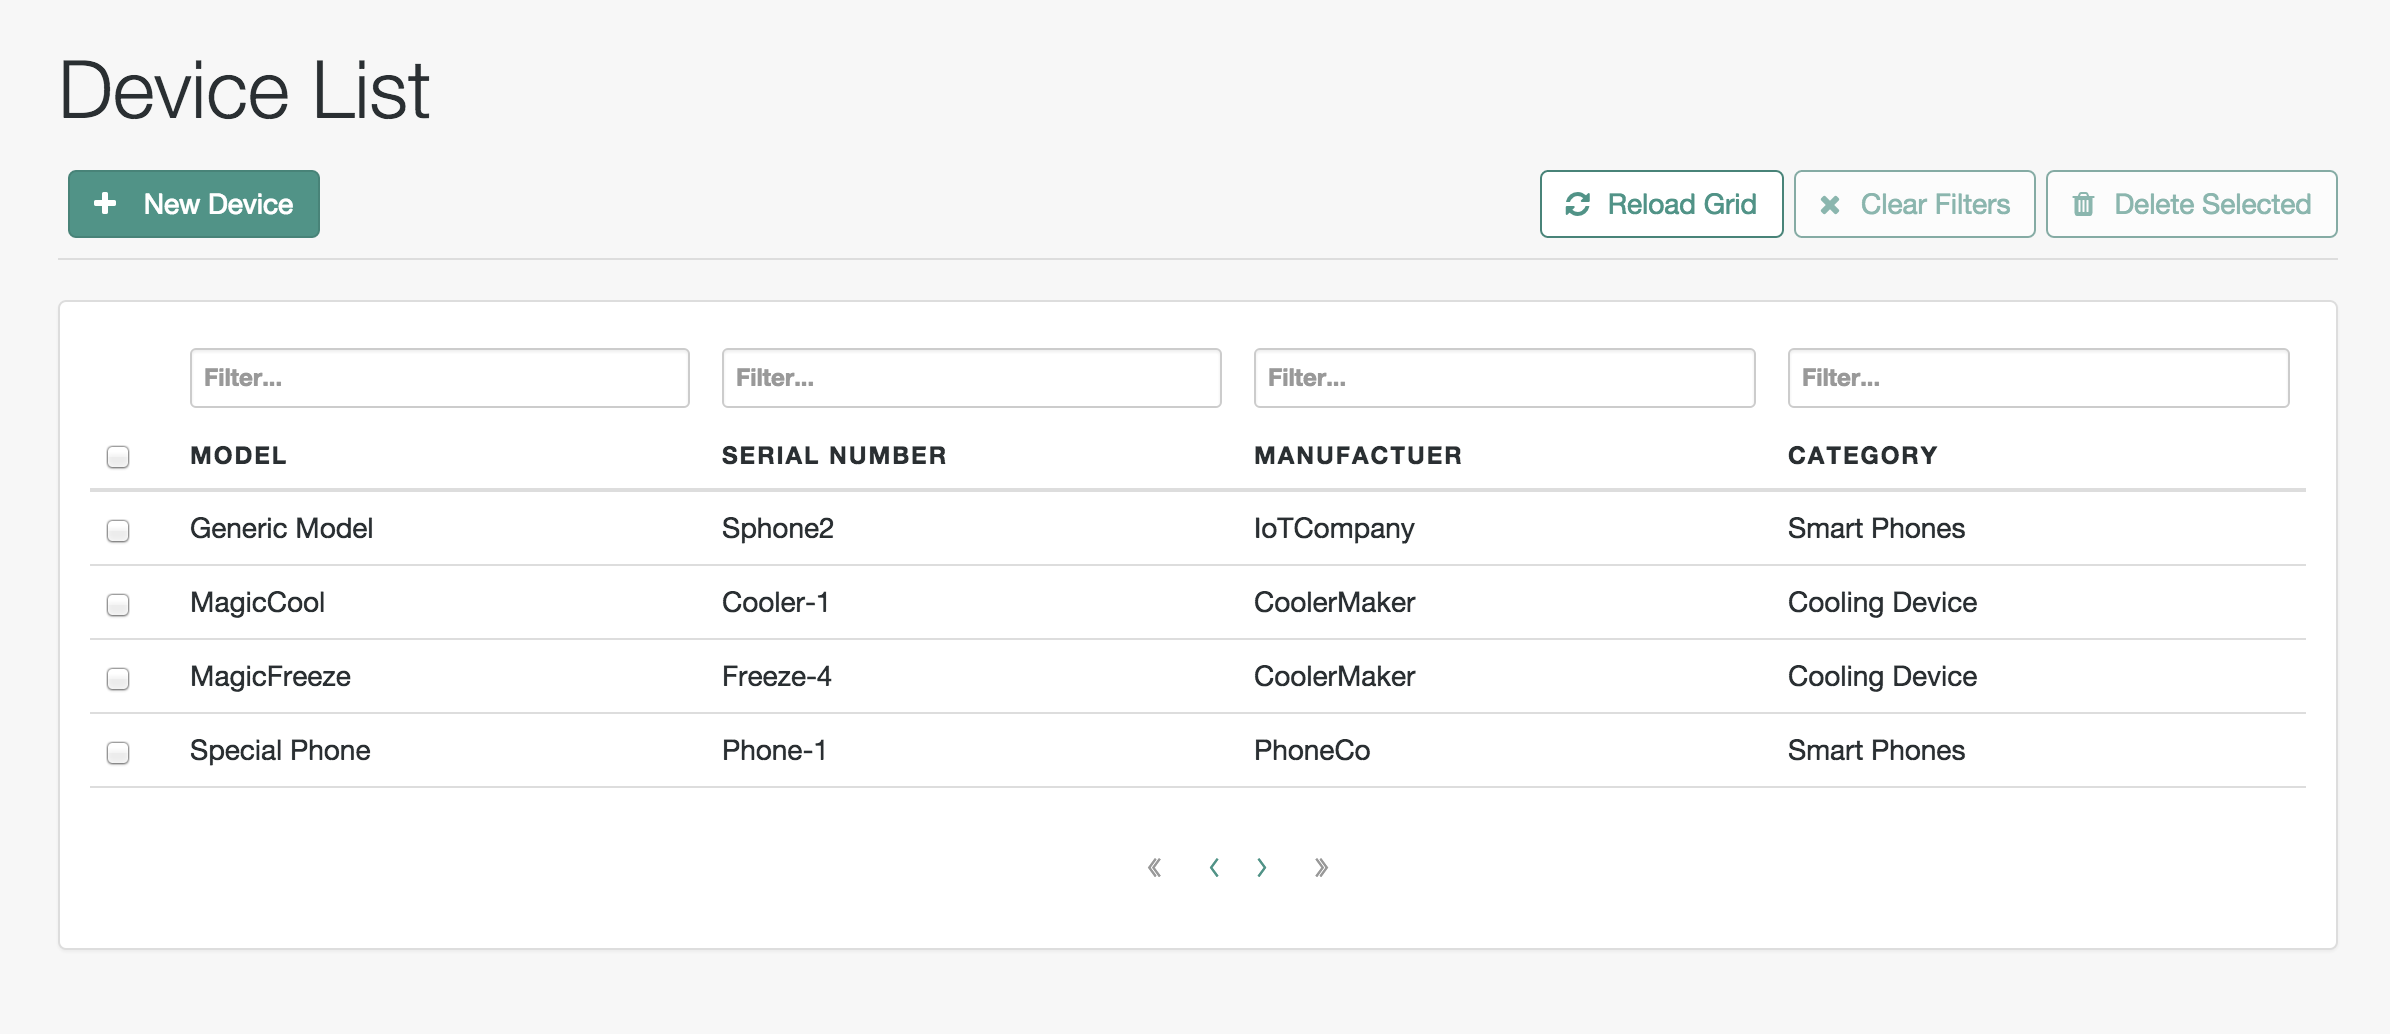 Device List
New Device
Reload Grid
Clear Filters
Delete Selected
Filter... Filter... Filter... Filter...
MODEL SERIAL NUMBER MANUFACTUER CATEGORY
Generic Model Sphone2 IoTCompany Smart Phones
MagicCool Cooler-1 CoolerMaker Cooling Device
MagicFreeze Freeze-4 CoolerMaker Cooling Device
Special Phone Phone-1 PhoneCo Smart Phones